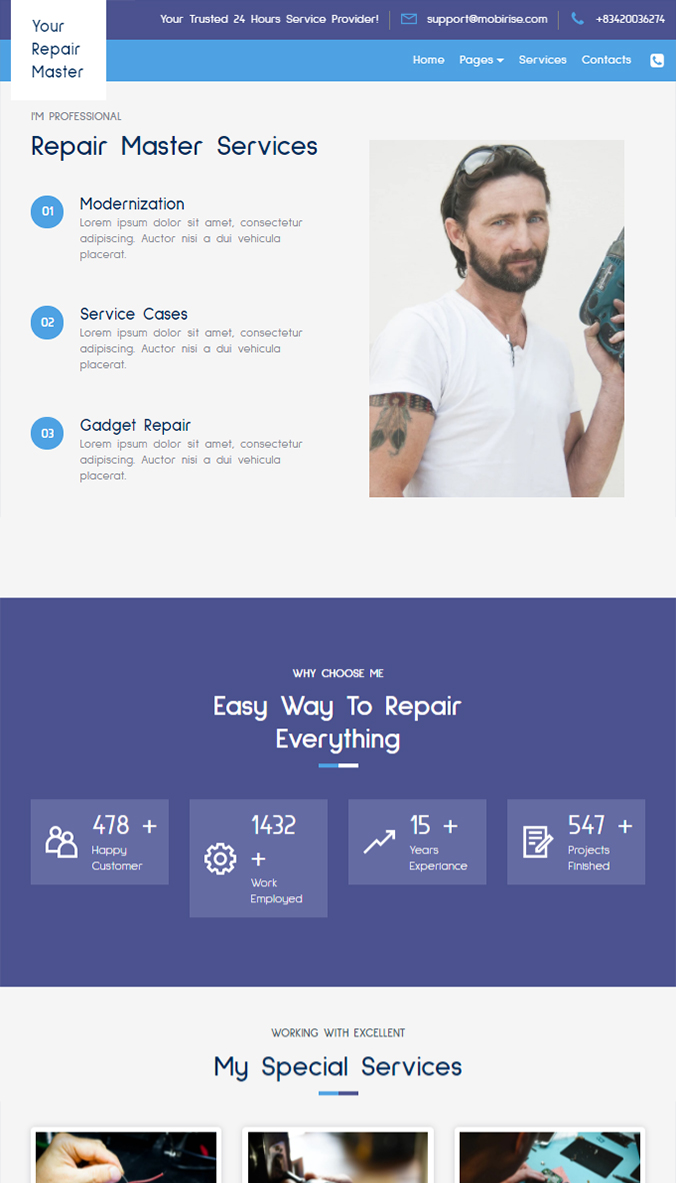 Your
Repair
Master
Your Trusted 24 Hours Service Provider!
support@mobirise.com
+83420036274
Home Pages Services Contacts
I'M PROFESSIONAL
Repair Master Services
01
Modernization
Lorem ipsum dolor sit amet, consectetur
adipiscing. Auctor nisi a dui vehicula
placerat.
02
Service Cases
Lorem ipsum dolor sit amet, consectetur
adipiscing. Auctor nisi a dui vehicula
placerat.
03
Gadget Repair
Lorem ipsum dolor sit amet, consectetur
adipiscing. Auctor nisi a dui vehicula
placerat.
WHY CHOOSE ME
Easy Way To Repair
Everything
478 +
Happy
Customer
1432
+
Work
Employed
15 +
Years
Experiance
547 +
Projects
Finished
WORKING WITH EXCELLENT
My Special Services